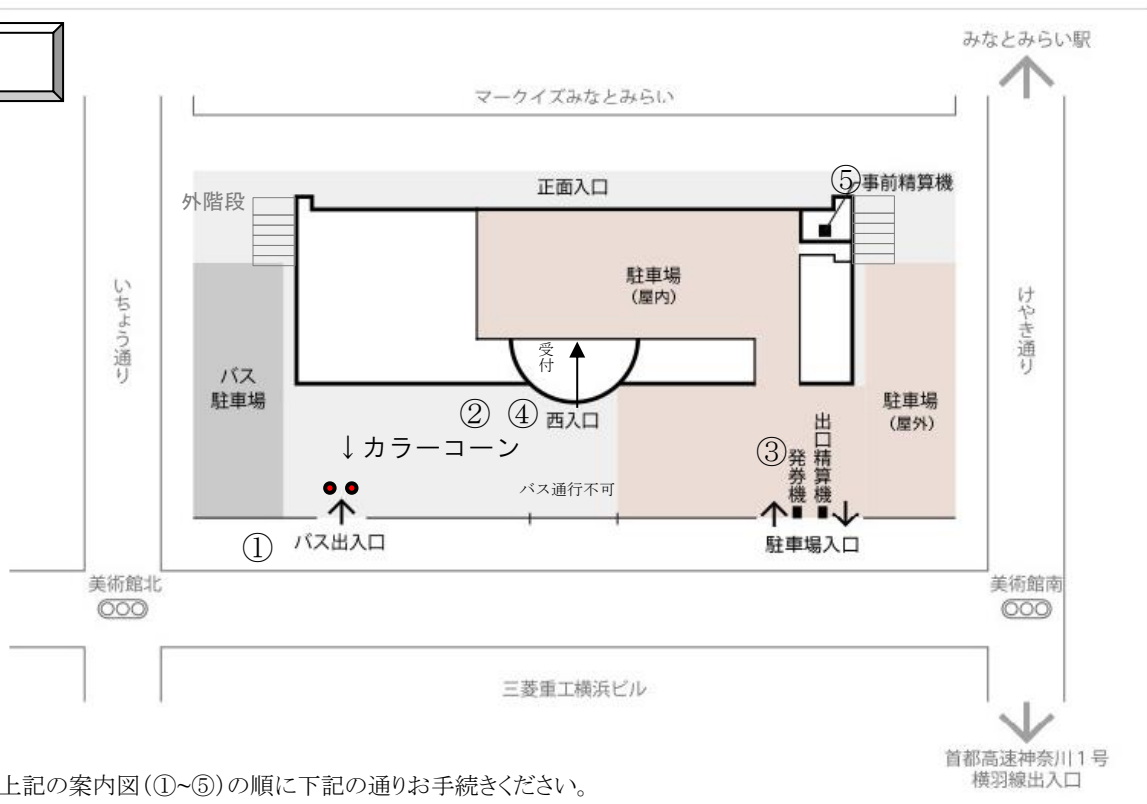 みなとみらい駅
マークイズみなとみらい
正面入口
⑤事前精算機
外階段
駐車場
（屋内）
いちょう通り
けやき通り
受付
バス
駐車場
駐車場
（屋外）
② ④ 西入口
↓カラーコーン
③
発券機
出口精算機
バス通行不可
① バス出入口
駐車場入口
美術館北
美術館南
三菱重工横浜ビル
首都高速神奈川1号
横羽線出入口
上記の案内図（①~⑤）の順に下記の通りお手続きください。